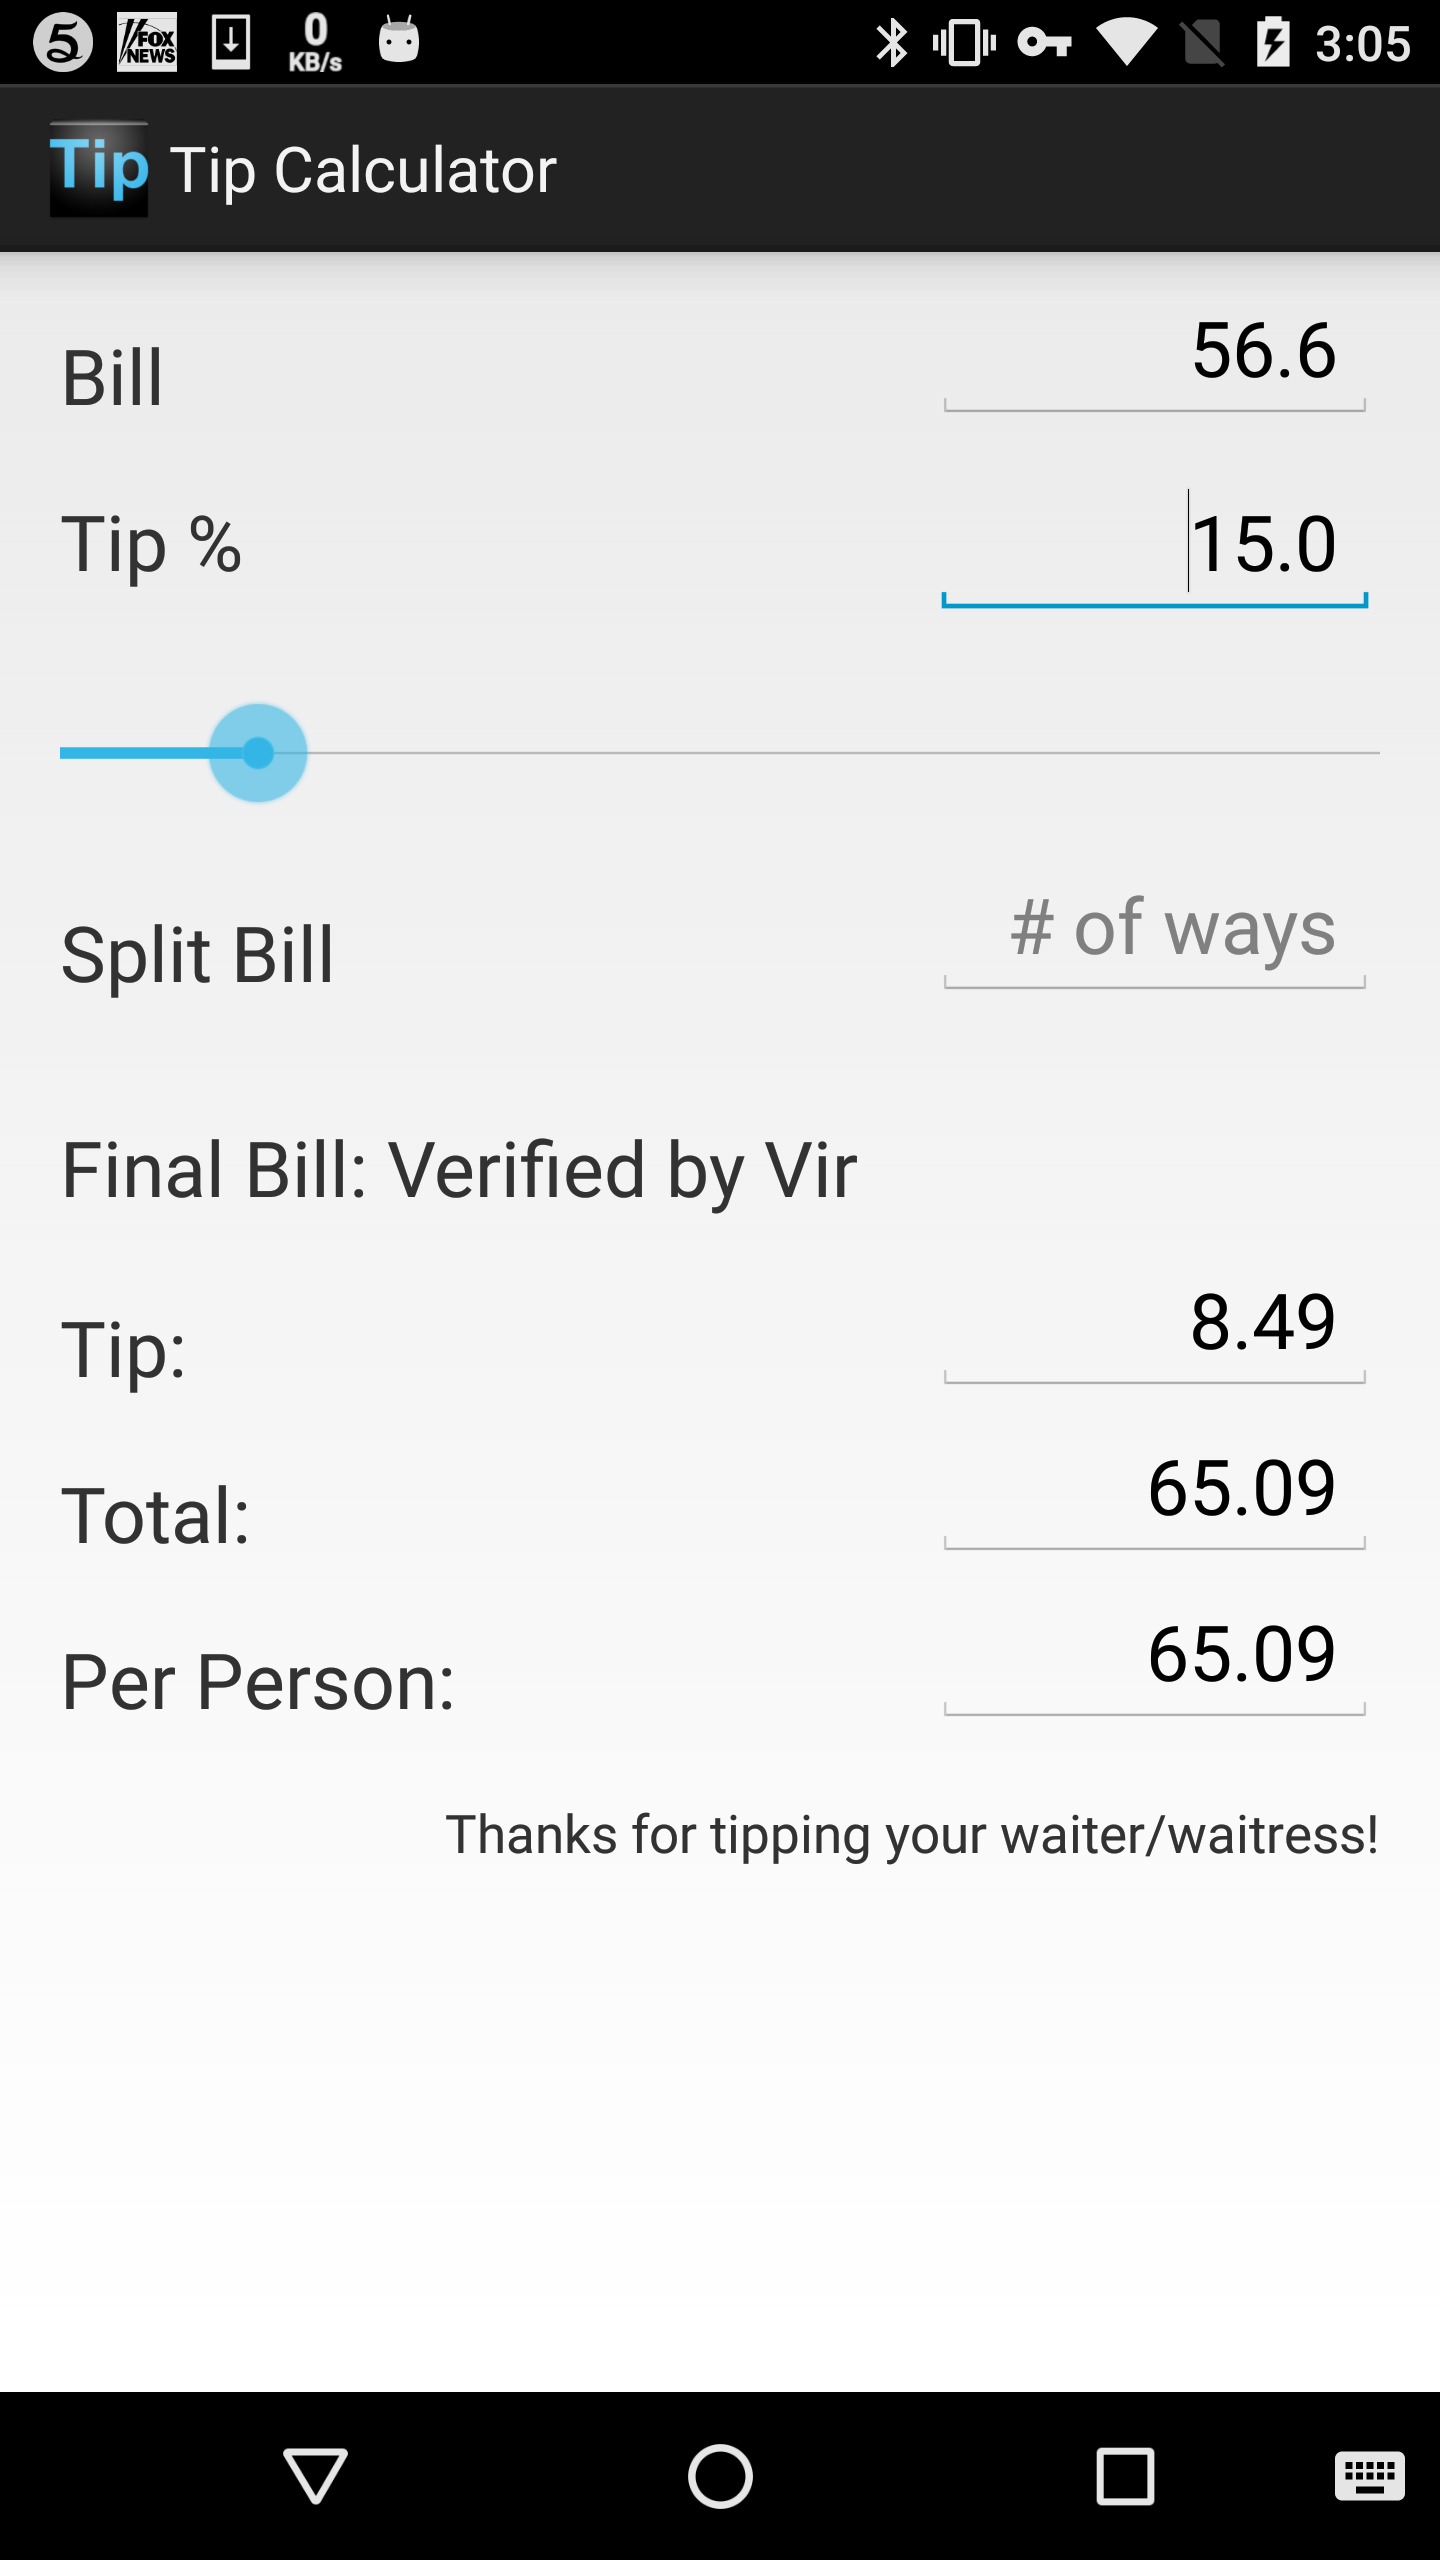 5 FOX NEWS 0 KB/s 3:05
Tip Tip Calculator
Bill 56.6
Tip % 15.0
Split Bill # of ways
Final Bill: Verified by Vir
Tip: 8.49
Total: 65.09
Per Person: 65.09
Thanks for tipping your waiter/waitress!